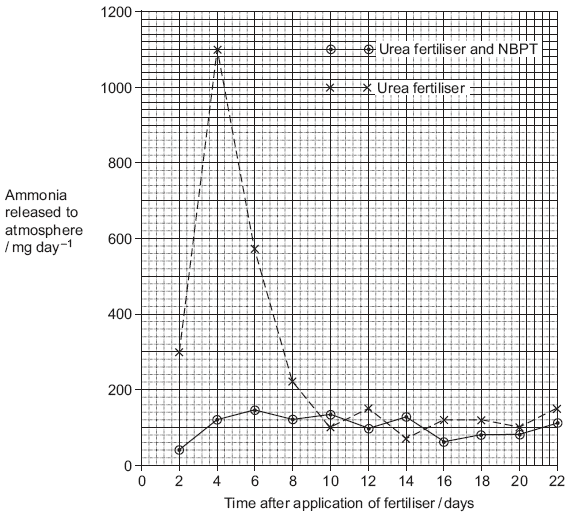 1200
Urea fertiliser and NBPT
Urea fertiliser
1000
800
Ammonia
released to
atmosphere
/ mg day⁻¹
600
400
200
0
0 2 4 6 8 10 12 14 16 18 20 22
Time after application of fertiliser / days